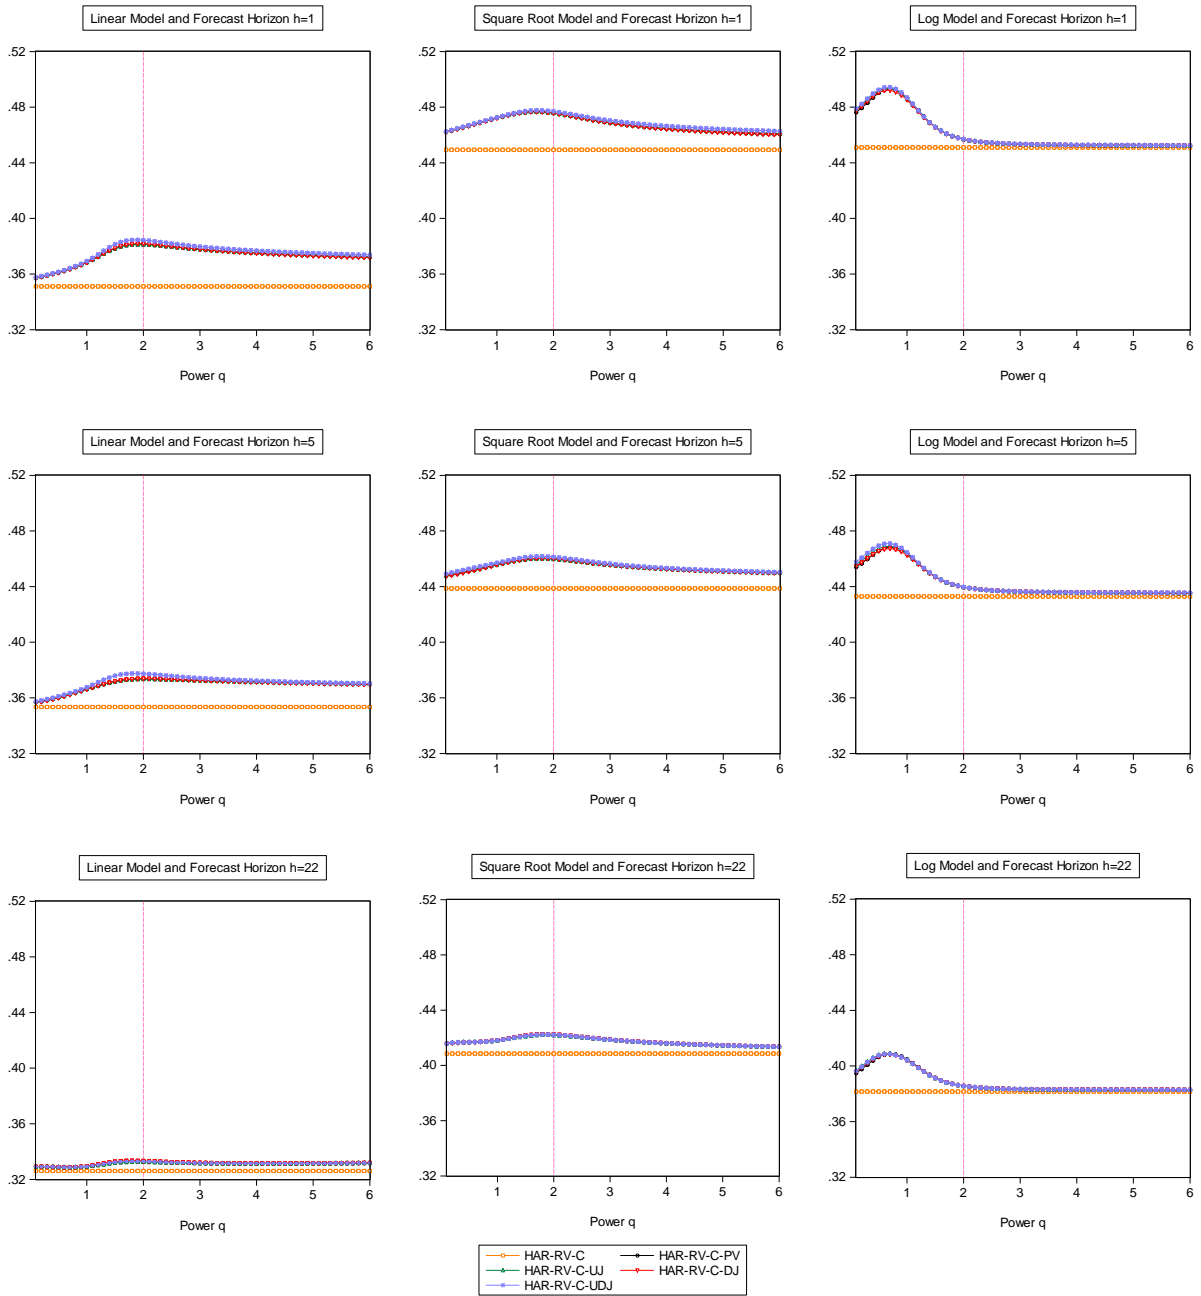 Linear Model and Forecast Horizon h=1
.52
.48
.44
.40
.36
.32
1 2 3 4 5 6
Power q
Square Root Model and Forecast Horizon h=1
.52
.48
.44
.40
.36
.32
1 2 3 4 5 6
Power q
Log Model and Forecast Horizon h=1
.52
.48
.44
.40
.36
.32
1 2 3 4 5 6
Power q
Linear Model and Forecast Horizon h=5
.52
.48
.44
.40
.36
.32
1 2 3 4 5 6
Power q
Square Root Model and Forecast Horizon h=5
.52
.48
.44
.40
.36
.32
1 2 3 4 5 6
Power q
Log Model and Forecast Horizon h=5
.52
.48
.44
.40
.36
.32
1 2 3 4 5 6
Power q
Linear Model and Forecast Horizon h=22
.52
.48
.44
.40
.36
.32
1 2 3 4 5 6
Power q
Square Root Model and Forecast Horizon h=22
.52
.48
.44
.40
.36
.32
1 2 3 4 5 6
Power q
Log Model and Forecast Horizon h=22
.52
.48
.44
.40
.36
.32
1 2 3 4 5 6
Power q
HAR-RV-C HAR-RV-C-PV
HAR-RV-C-UJ HAR-RV-C-DJ
HAR-RV-C-UDJ